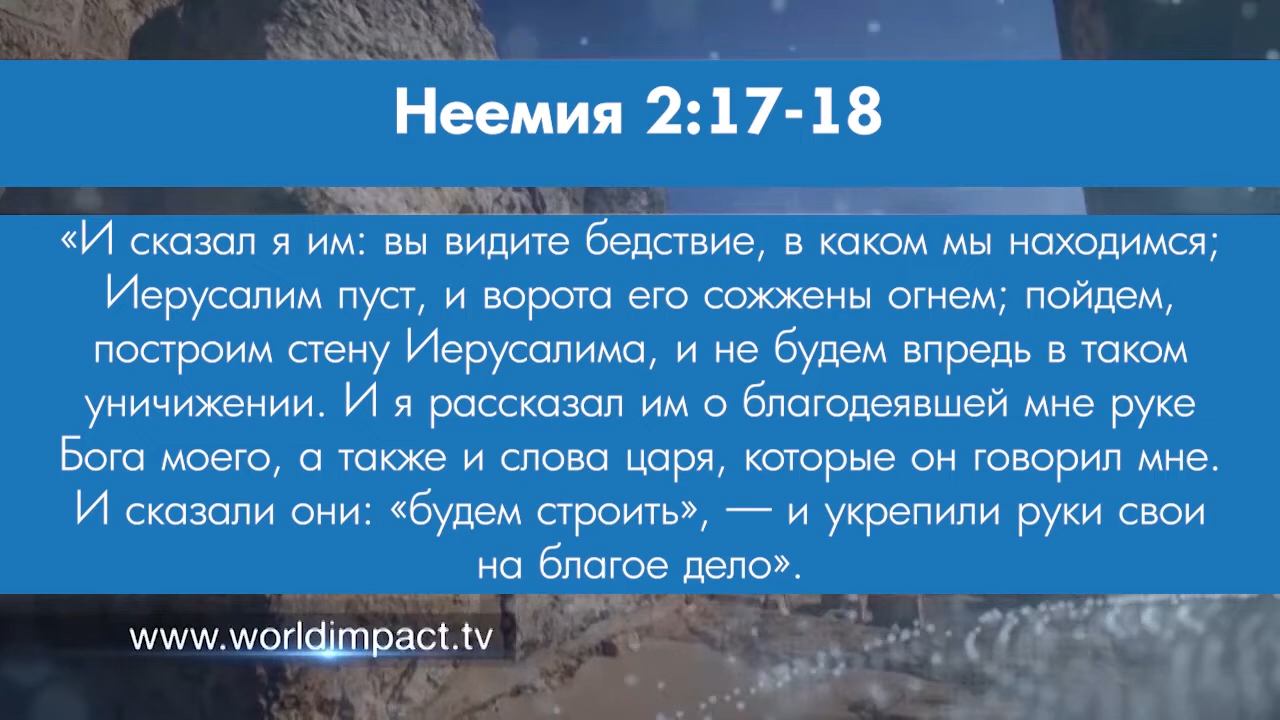 Неемия 2:17-18
«И сказал я им: вы видите бедствие, в каком мы находимся;
Иерусалим пуст, и ворота его сожжены огнем; пойдем,
построим стену Иерусалима, и не будем впредь в таком
уничижении. И я рассказал им о благодеявшей мне руке
Бога моего, а также и слова царя, которые он говорил мне.
И сказали они: «будем строить», — и укрепили руки свои
на благое дело».
www.worldimpact.tv